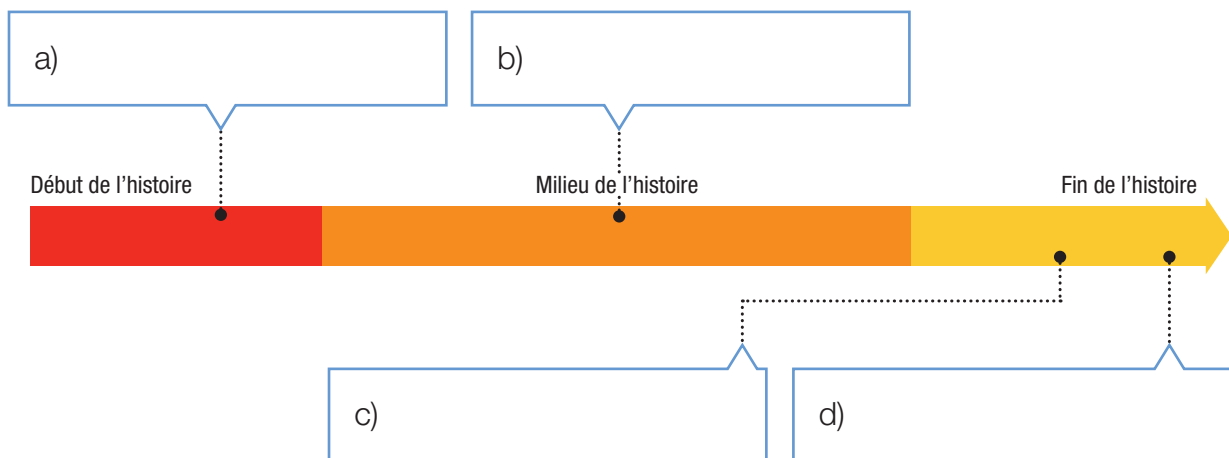 a)
b)
Début de l’histoire
Milieu de l’histoire
Fin de l’histoire
c)
d)